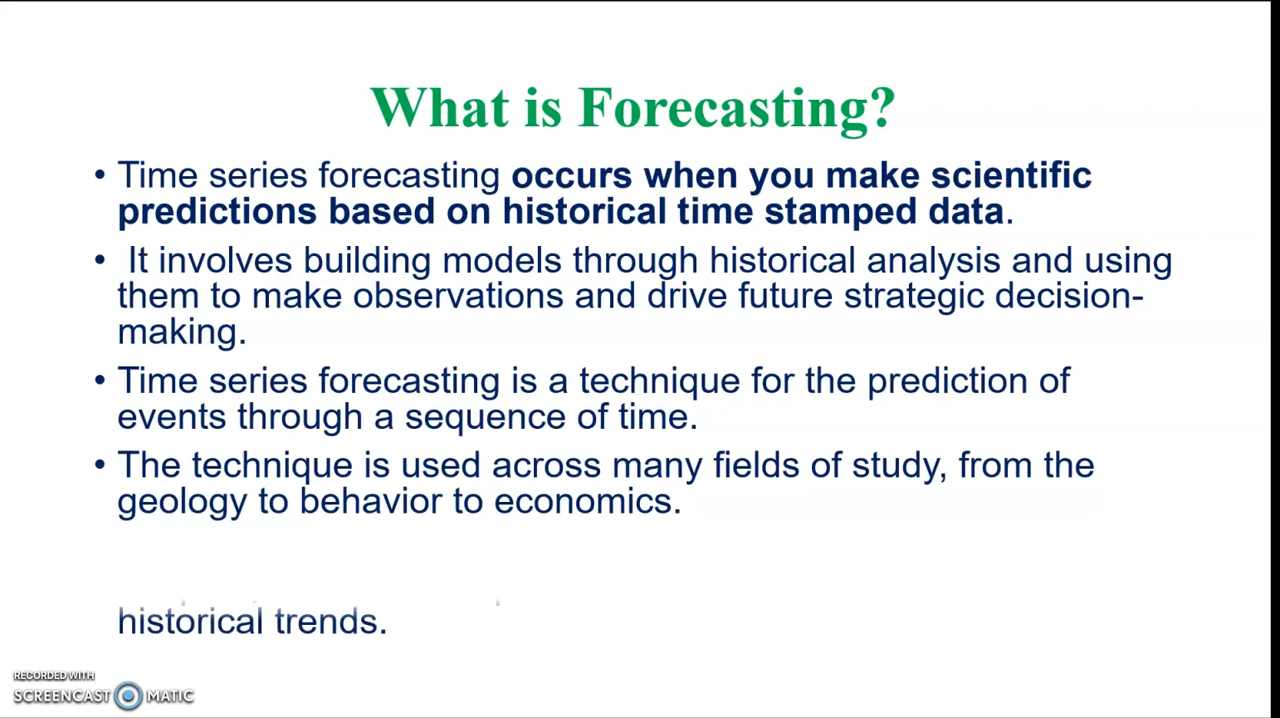 What is Forecasting?
• Time series forecasting occurs when you make scientific
predictions based on historical time stamped data.
• It involves building models through historical analysis and using
them to make observations and drive future strategic decision-
making.
• Time series forecasting is a technique for the prediction of
events through a sequence of time.
• The technique is used across many fields of study, from the
geology to behavior to economics.
historical trends.
RECORDED WITH
SCREENCAST MATIC